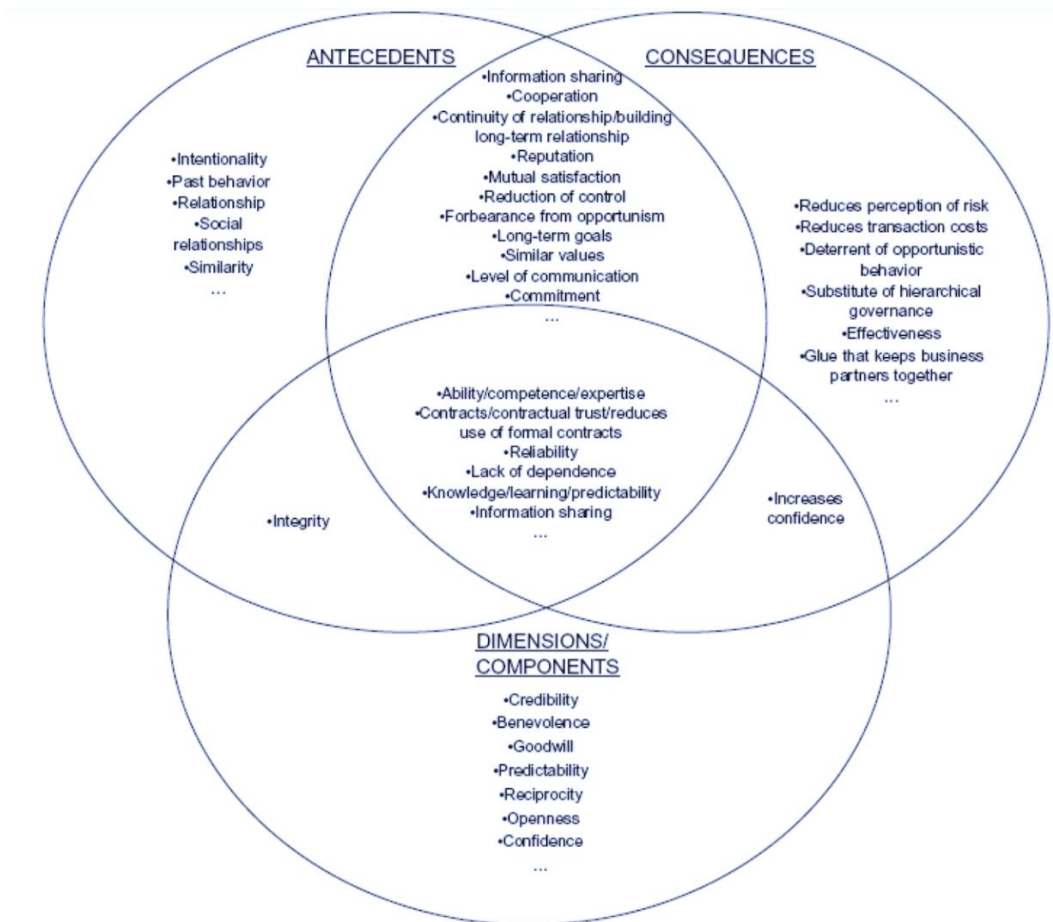 ANTECEDENTS
CONSEQUENCES
•Information sharing
•Cooperation
•Continuity of relationship/building
long-term relationship
•Reputation
•Mutual satisfaction
•Reduction of control
•Forbearance from opportunism
•Long-term goals
•Similar values
•Level of communication
•Commitment
...
•Intentionality
•Past behavior
•Relationship
•Social
relationships
•Similarity
...
•Reduces perception of risk
•Reduces transaction costs
•Deterrent of opportunistic
behavior
•Substitute of hierarchical
governance
•Effectiveness
•Glue that keeps business
partners together
...
•Ability/competence/expertise
•Contracts/contractual trust/reduces
use of formal contracts
•Reliability
•Lack of dependence
•Knowledge/learning/predictability
•Information sharing
...
•Integrity
•Increases
confidence
DIMENSIONS/
COMPONENTS
•Credibility
•Benevolence
•Goodwill
•Predictability
•Reciprocity
•Openness
•Confidence
...